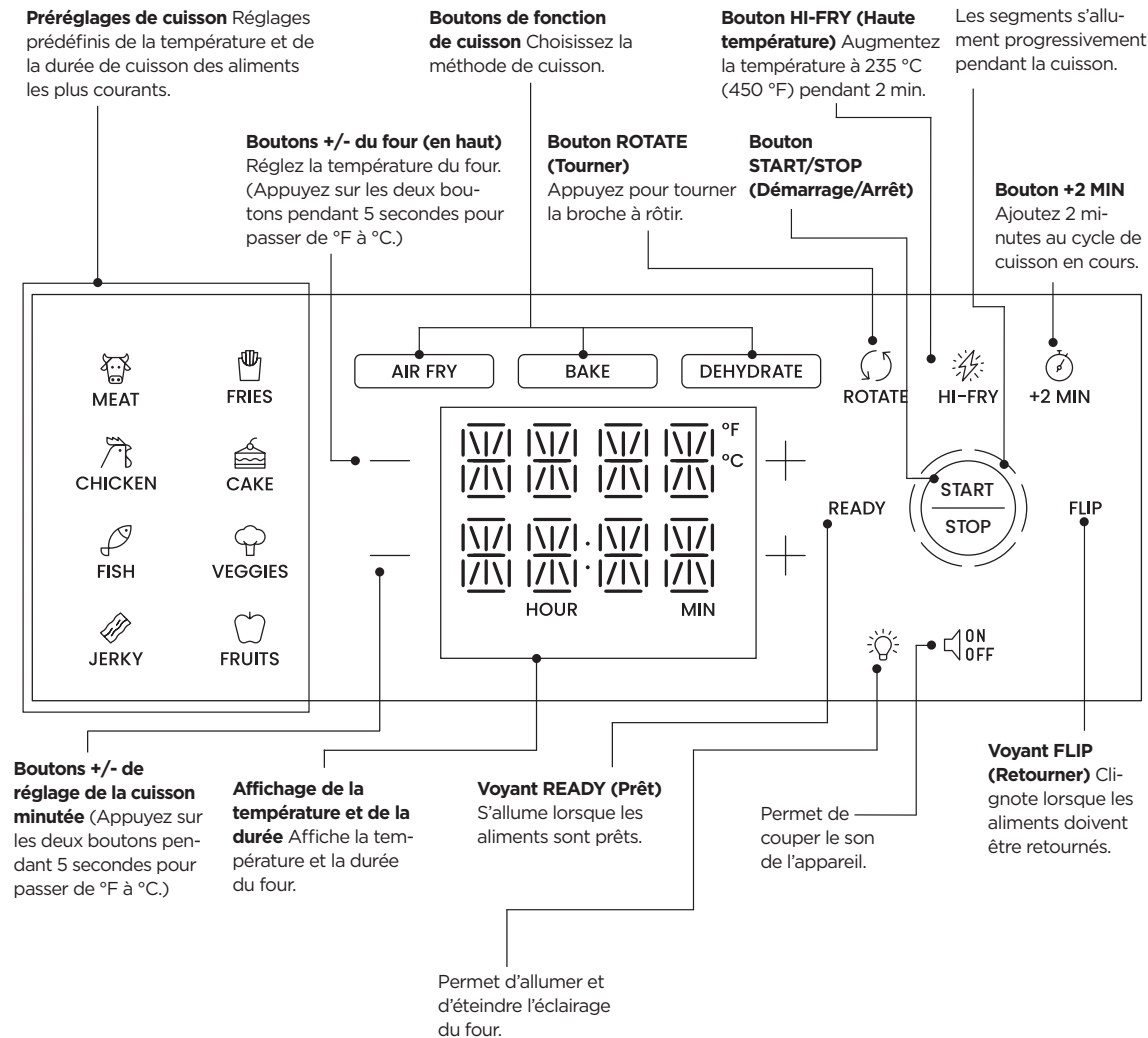 Préréglages de cuisson Réglages
prédéfinis de la température et de
la durée de cuisson des aliments
les plus courants.
Boutons de fonction
de cuisson Choisissez la
méthode de cuisson.
Bouton HI-FRY (Haute
température) Augmentez
la température à 235 °C
(450 °F) pendant 2 min.
Les segments s’allu-
ment progressivement
pendant la cuisson.
Boutons +/- du four (en haut)
Réglez la température du four.
(Appuyez sur les deux bou-
tons pendant 5 secondes pour
passer de °F à °C.)
Bouton ROTATE
(Tourner)
Appuyez pour tourner
la broche à rôtir.
Bouton
START/STOP
(Démarrage/Arrêt)
Bouton +2 MIN
Ajoutez 2 mi-
nutes au cycle de
cuisson en cours.
MEAT
FRIES
CHICKEN
CAKE
FISH
VEGGIES
JERKY
FRUITS
AIR FRY
BAKE
DEHYDRATE
°F
°C
HOUR
MIN
ROTATE
HI-FRY
+2 MIN
READY
START
STOP
FLIP
ON
OFF
Boutons +/- de
réglage de la cuisson
minutée (Appuyez sur
les deux boutons pen-
dant 5 secondes pour
passer de °F à °C.)
Affichage de la
température et de la
durée Affiche la tem-
pérature et la durée
du four.
Voyant READY (Prêt)
S’allume lorsque les
aliments sont prêts.
Permet de
couper le son
de l’appareil.
Voyant FLIP
(Retourner) Cli-
gnote lorsque les
aliments doivent
être retournés.
Permet d’allumer et
d’éteindre l’éclairage
du four.